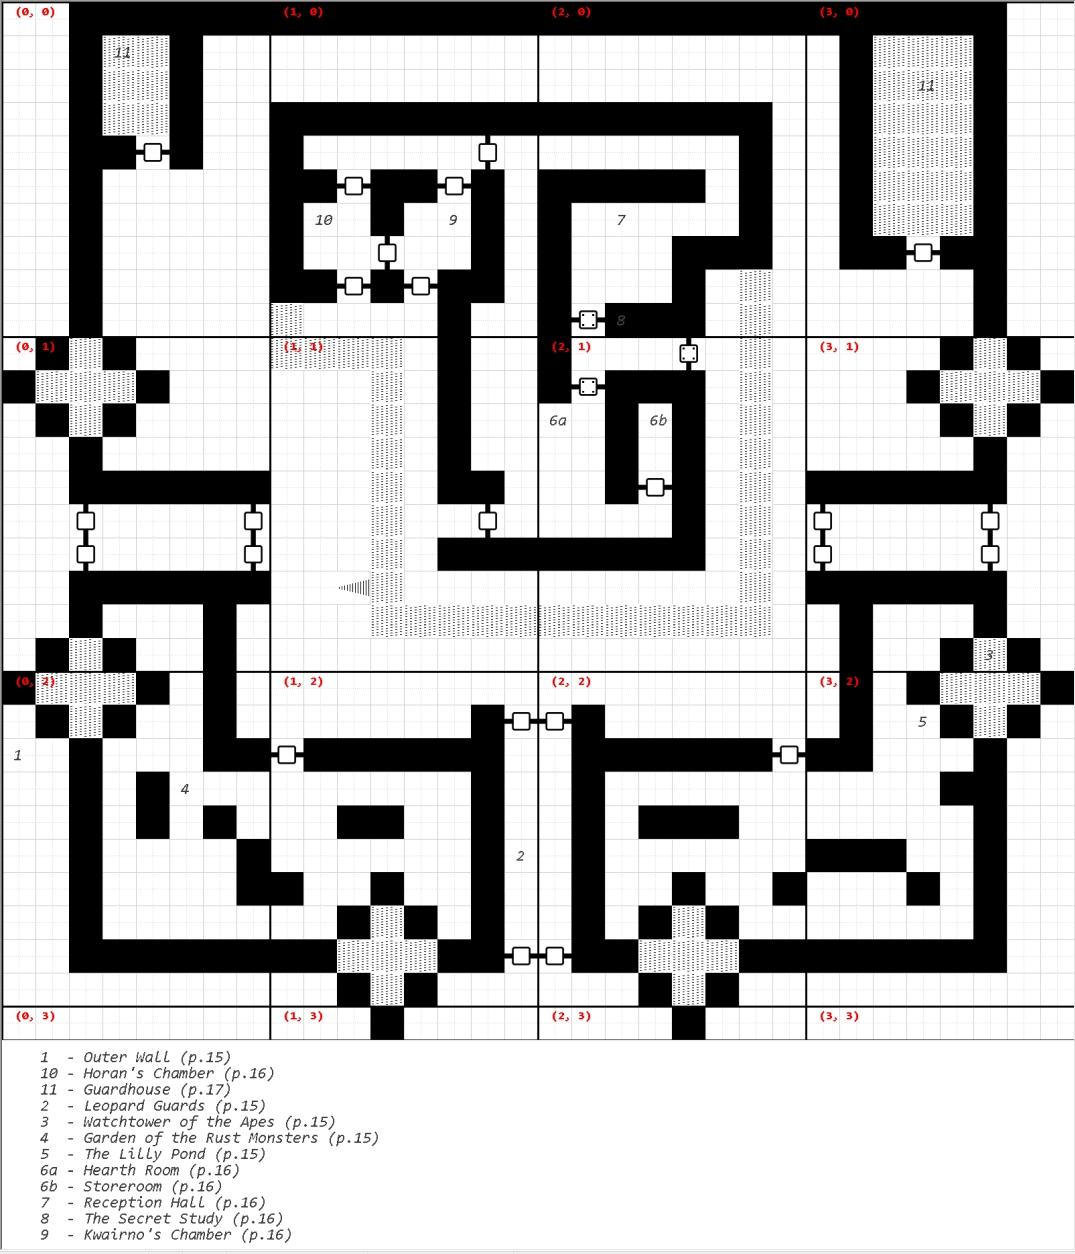 (0, 0) (1, 0) (2, 0) (3, 0)
11
11
10 9 7
8
(0, 1) (1, 1) (2, 1) (3, 1)
6a 6b
3
(0, 2) (1, 2) (2, 2) (3, 2)
5
1
4
2
(0, 3) (1, 3) (2, 3) (3, 3)
1 - Outer Wall (p.15)
10 - Horan's Chamber (p.16)
11 - Guardhouse (p.17)
2 - Leopard Guards (p.15)
3 - Watchtower of the Apes (p.15)
4 - Garden of the Rust Monsters (p.15)
5 - The Lilly Pond (p.15)
6a - Hearth Room (p.16)
6b - Storeroom (p.16)
7 - Reception Hall (p.16)
8 - The Secret Study (p.16)
9 - Kwairno's Chamber (p.16)